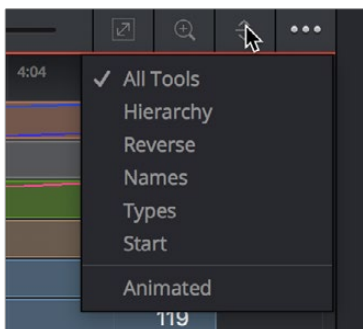 4:04
✓ All Tools
Hierarchy
Reverse
Names
Types
Start
Animated
119